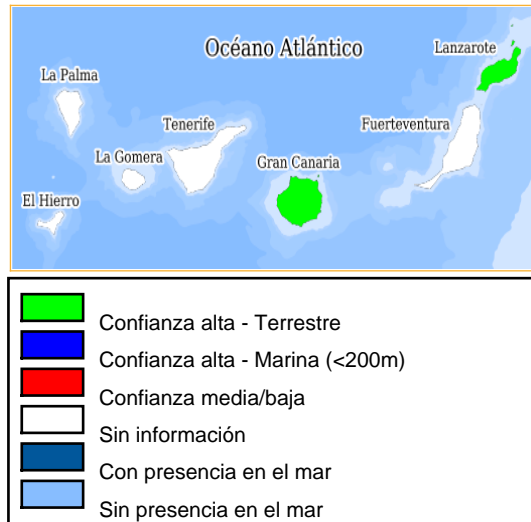 Océano Atlántico
Lanzarote
La Palma
Tenerife
Fuerteventura
La Gomera
Gran Canaria
El Hierro
Confianza alta - Terrestre
Confianza alta - Marina (<200m)
Confianza media/baja
Sin información
Con presencia en el mar
Sin presencia en el mar